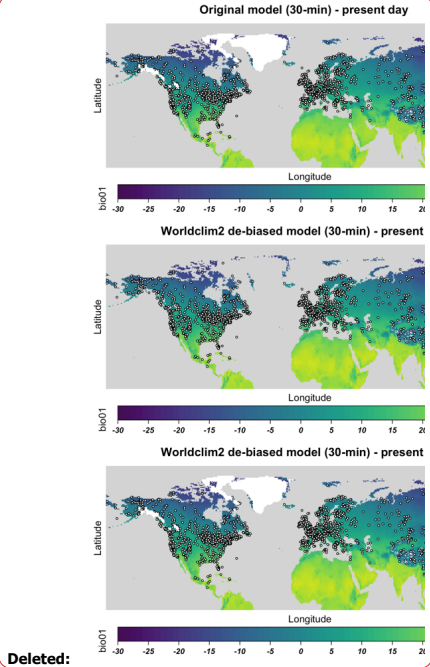 Original model (30-min) - present day
Latitude
Longitude
bio01
-30 -25 -20 -15 -10 -5 0 5 10 15 20
Worldclim2 de-biased model (30-min) - present
Latitude
Longitude
bio01
-30 -25 -20 -15 -10 -5 0 5 10 15 20
Worldclim2 de-biased model (30-min) - present
Latitude
Longitude
bio01
-30 -25 -20 -15 -10 -5 0 5 10 15 20
Deleted: